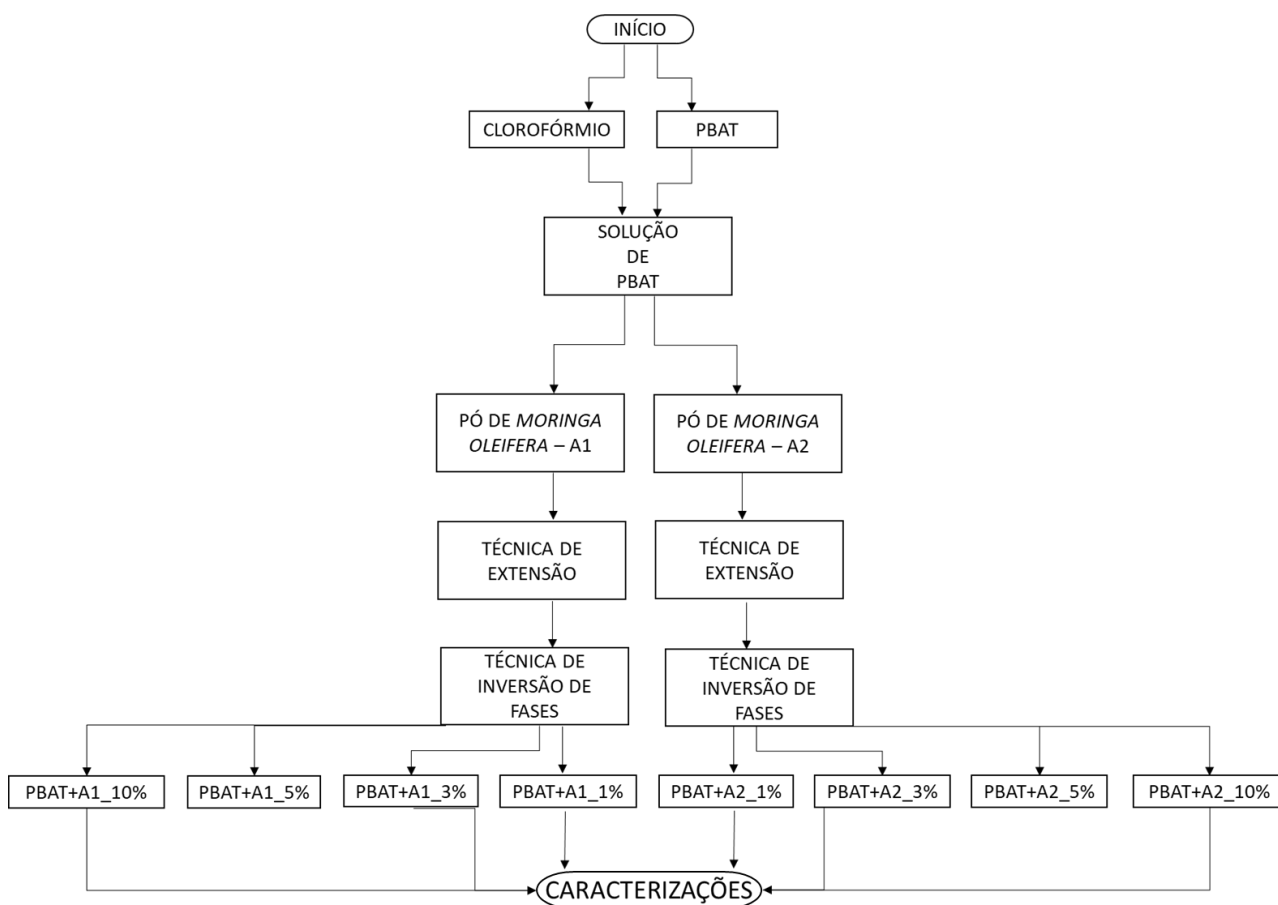 INÍCIO
CLOROFÓRMIO
PBAT
SOLUÇÃO
DE
PBAT
PÓ DE MORINGA
OLEIFERA – A1
PÓ DE MORINGA
OLEIFERA – A2
TÉCNICA DE
EXTENSÃO
TÉCNICA DE
EXTENSÃO
TÉCNICA DE
INVERSÃO DE
FASES
TÉCNICA DE
INVERSÃO DE
FASES
PBAT+A1_10%
PBAT+A1_5%
PBAT+A1_3%
PBAT+A1_1%
PBAT+A2_1%
PBAT+A2_3%
PBAT+A2_5%
PBAT+A2_10%
CARACTERIZAÇÕES